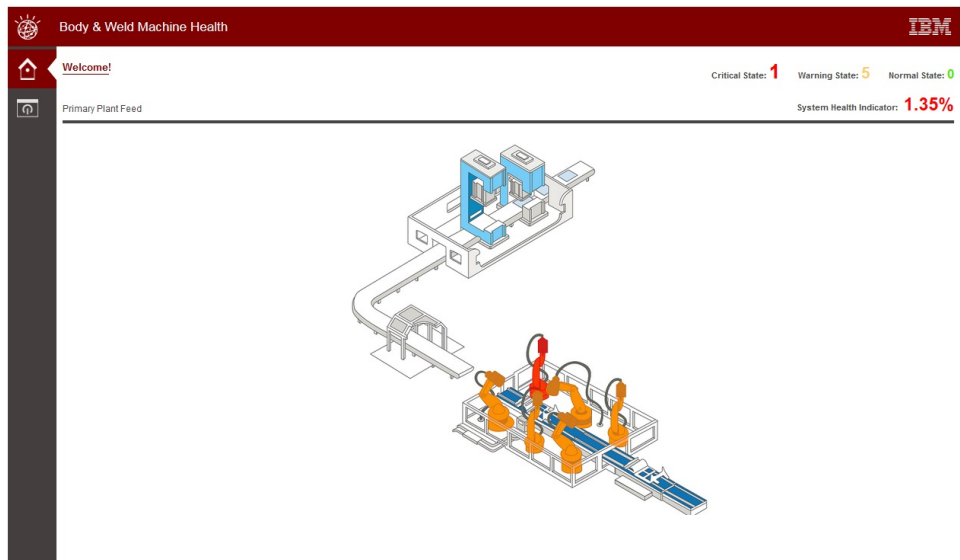 Body & Weld Machine Health
IBM
Welcome!
Critical State: 1 Warning State: 5 Normal State: 0
Primary Plant Feed
System Health Indicator: 1.35%